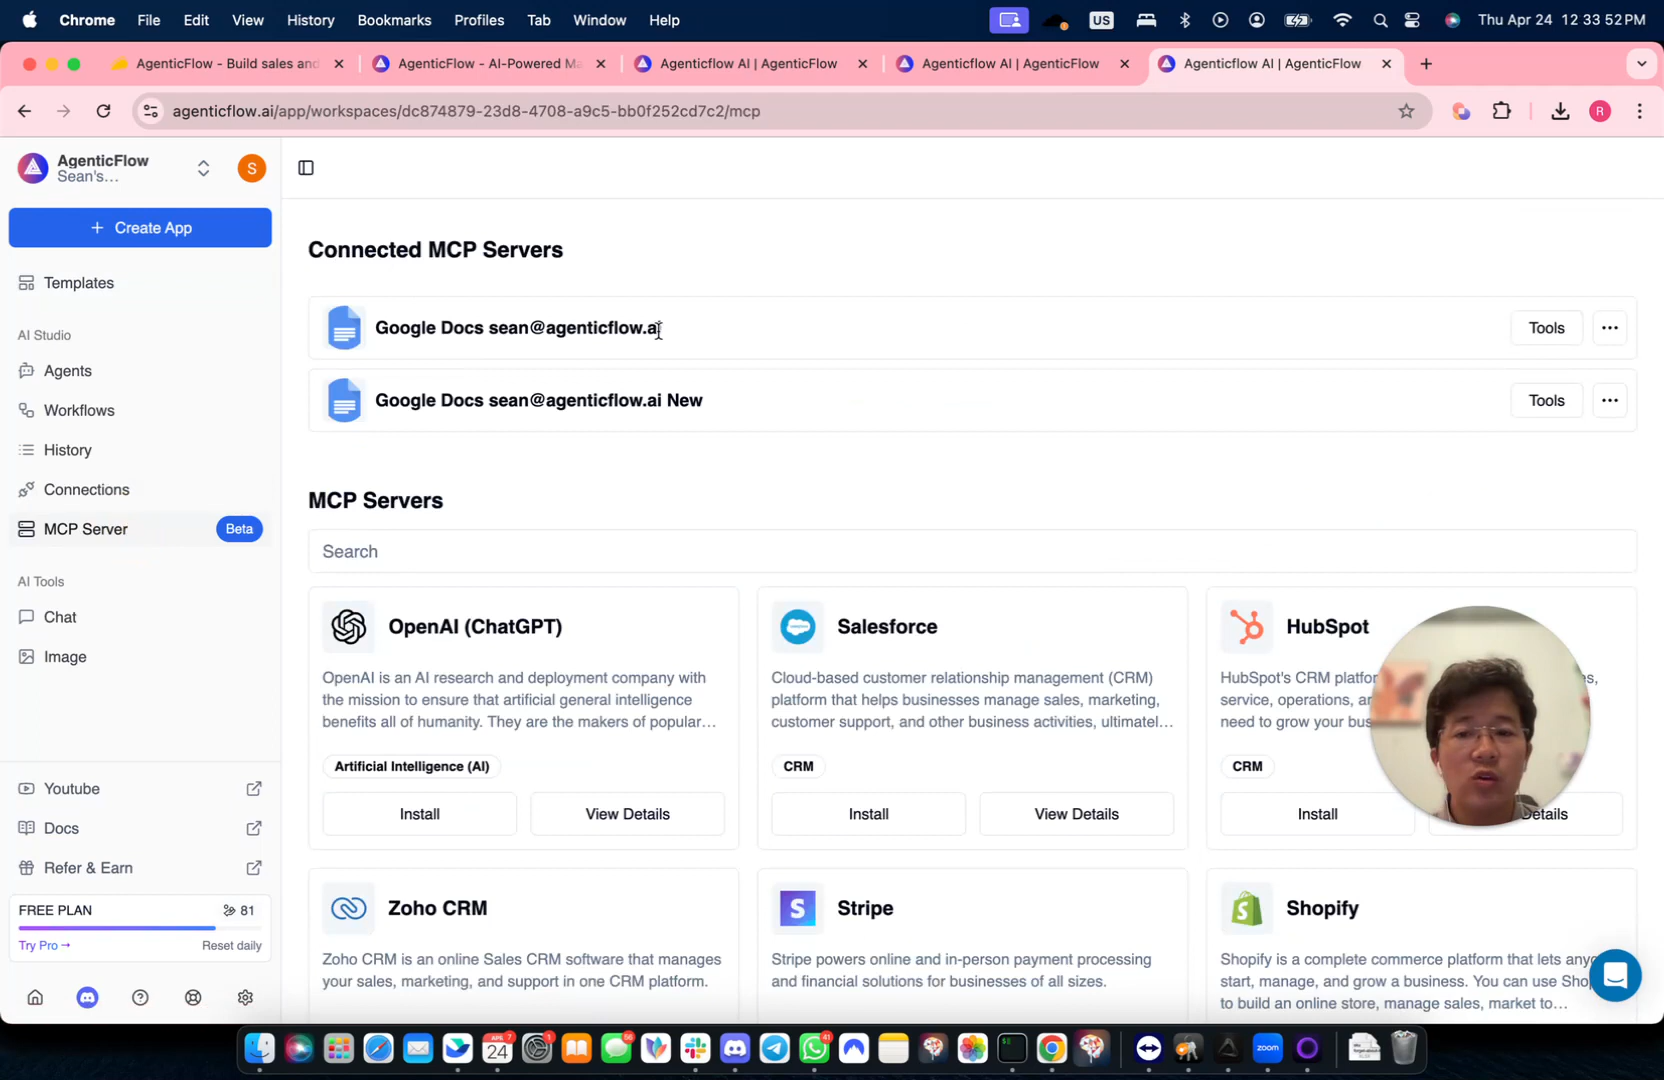 Chrome File Edit View History Bookmarks Profiles Tab Window Help US Thu Apr 24 12 33 52 PM
AgenticFlow - Build sales and AgenticFlow - AI-Powered Ma Agenticflow AI | AgenticFlow Agenticflow AI | AgenticFlow Agenticflow AI | AgenticFlow
agenticflow.ai/app/workspaces/dc874879-23d8-4708-a9c5-bb0f252cd7c2/mcp R
AgenticFlow
Sean's...
S
Create App
Templates
AI Studio
Agents
Workflows
History
Connections
MCP Server Beta
AI Tools
Chat
Image
Youtube
Docs
Refer & Earn
FREE PLAN 81
Try Pro → Reset daily
Connected MCP Servers
Google Docs sean@agenticflow.ai Tools
Google Docs sean@agenticflow.ai New Tools
MCP Servers
Search
OpenAI (ChatGPT)
OpenAI is an AI research and deployment company with
the mission to ensure that artificial general intelligence
benefits all of humanity. They are the makers of popular...
Artificial Intelligence (AI)
Install View Details
Salesforce
Cloud-based customer relationship management (CRM)
platform that helps businesses manage sales, marketing,
customer support, and other business activities, ultimatel...
CRM
Install View Details
HubSpot
HubSpot's CRM
service, operations,
need to grow your
CRM
Install Details
Zoho CRM
Zoho CRM is an online Sales CRM software that manages
your sales, marketing, and support in one CRM platform.
Stripe
Stripe powers online and in-person payment processing
and financial solutions for businesses of all sizes.
Shopify
Shopify is a complete commerce platform that lets
start, manage, and grow a business. You can use
to build an online store, manage sales, market to...
24
zoom